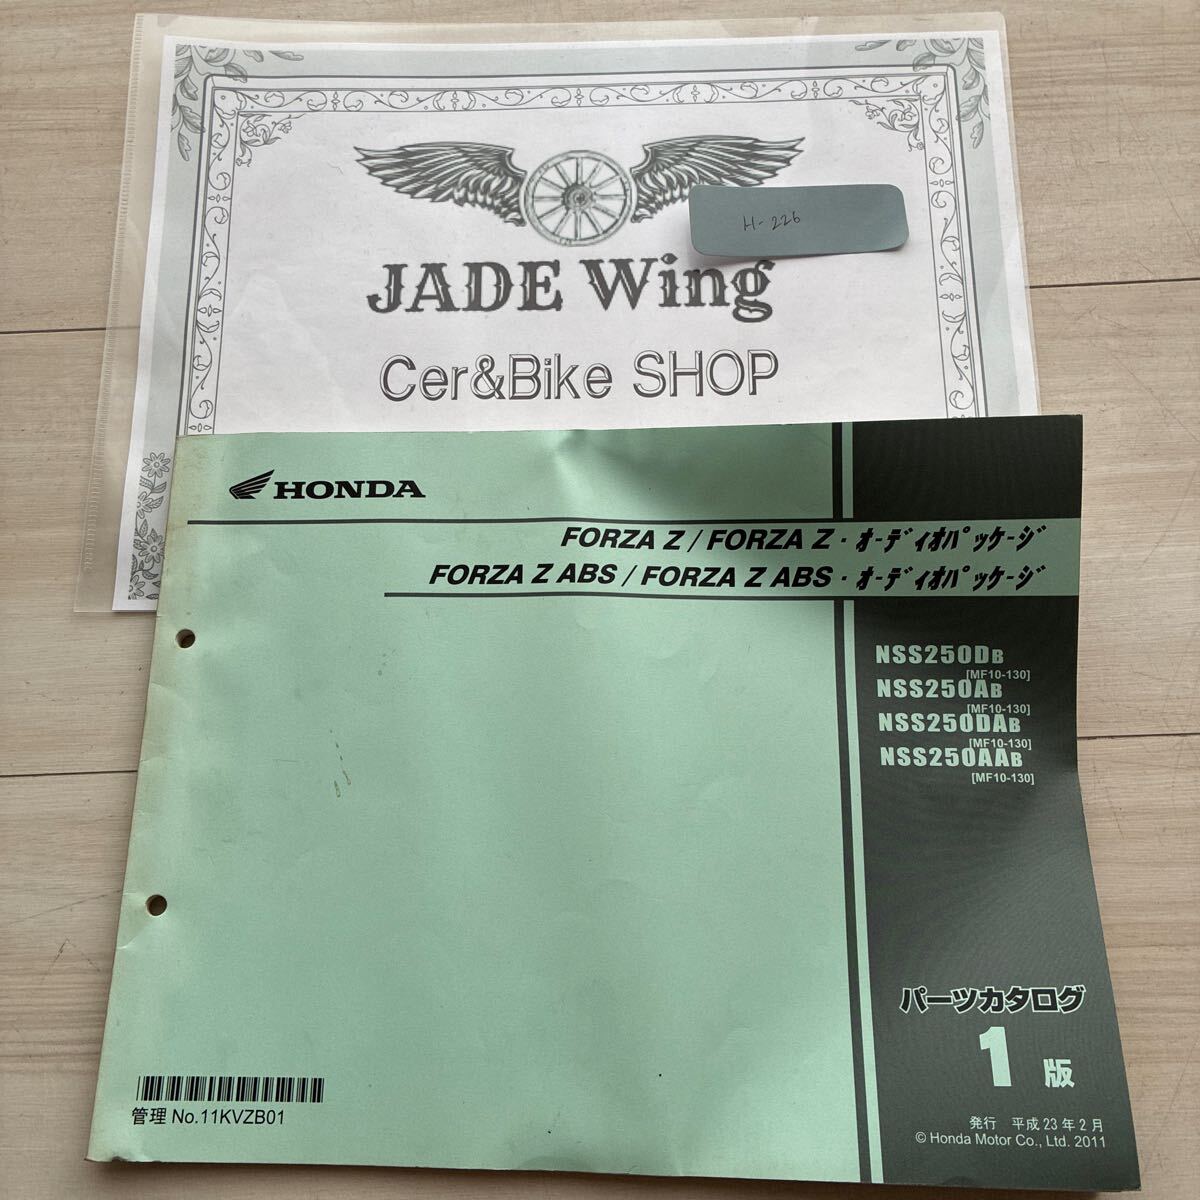 H-226
JADE Wing
Cer&Bike SHOP
HONDA
FORZA Z / FORZA Z・ｵｰﾃﾞｨｵﾊﾟｯｹｰｼﾞ
FORZA Z ABS / FORZA Z ABS・ｵｰﾃﾞｨｵﾊﾟｯｹｰｼﾞ
NSS250DB
[MF10-130]
NSS250AB
[MF10-130]
NSS250DAB
[MF10-130]
NSS250AAB
[MF10-130]
パーツカタログ
1 版
管理 No.11KVZB01
発行 平成 23 年 2 月
© Honda Motor Co., Ltd. 2011